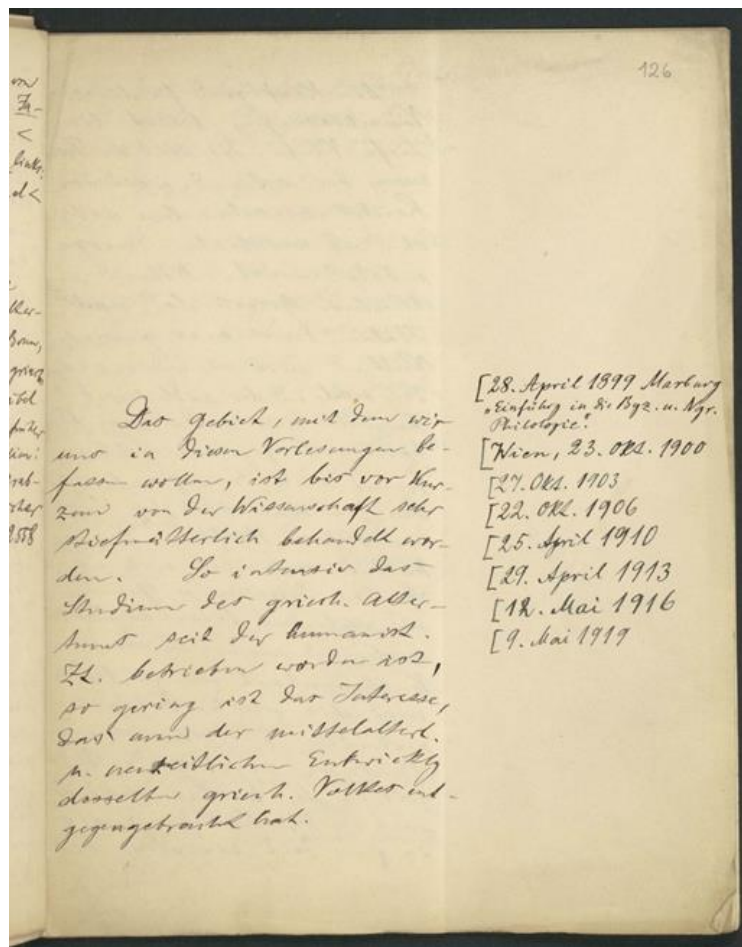 126
Das Gebiet, mit dem wir
uns in diesen Vorlesungen be-
fassen wollen, ist bis vor Kur-
zem von der Wissenschaft sehr
stiefmütterlich behandelt wor-
den. So intensiv das
Studium des griech. Alter-
tums seit der humanist.
Zt. betrieben worden ist,
so gering ist das Interesse,
das man der mittelalterl.
u. neuzeitlichen Entwicklg
desselben griech. Volkes ent-
gegengebracht hat.
[28. April 1899 Marburg
„Einführg in die Byz. u. Ngr.
Philologie“.
[Wien, 23. Okt. 1900
[27. Okt. 1903
[22. Okt. 1906
[25. April 1910
[29. April 1913
[12. Mai 1916
[9. Mai 1919